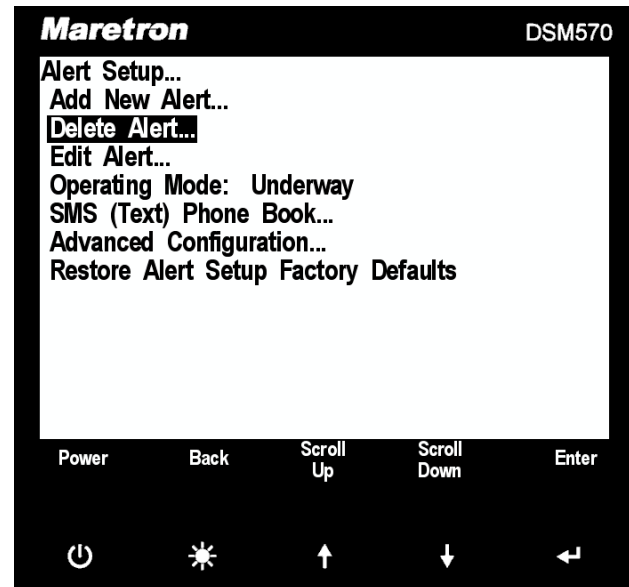 Maretron DSM570
Alert Setup...
Add New Alert...
Delete Alert...
Edit Alert...
Operating Mode: Underway
SMS (Text) Phone Book...
Advanced Configuration...
Restore Alert Setup Factory Defaults
Power Back Scroll Up Scroll Down Enter